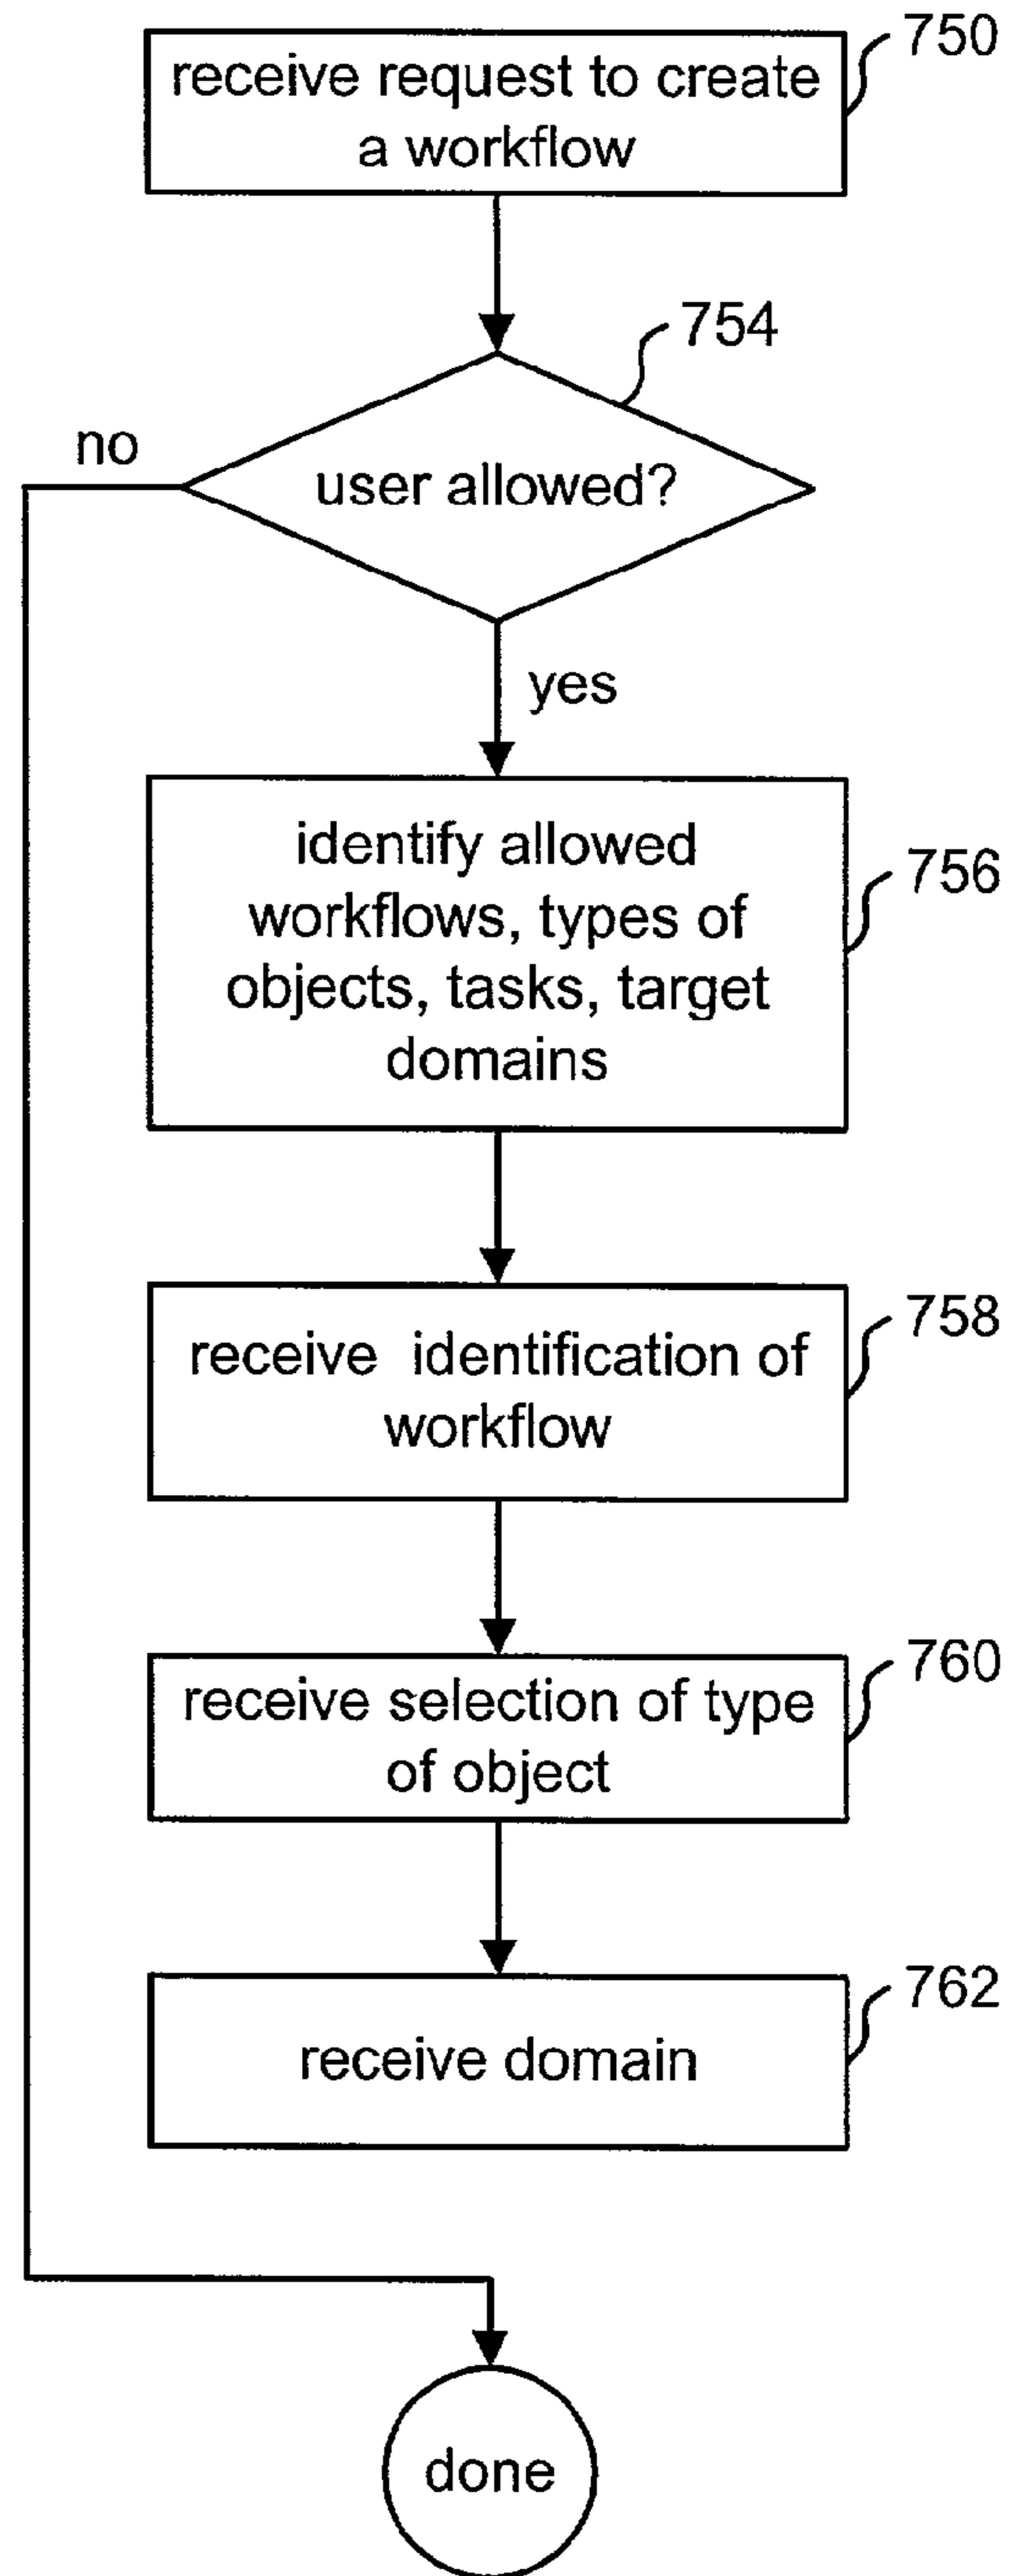 750
receive request to create
a workflow
754
no
user allowed?
yes
756
identify allowed
workflows, types of
objects, tasks, target
domains
758
receive identification of
workflow
760
receive selection of type
of object
762
receive domain
done